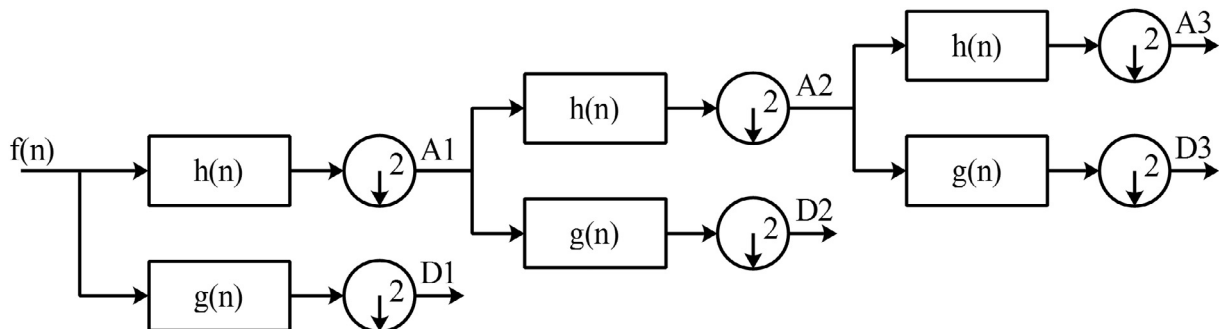 h(n) 2 A3
h(n) 2 A2
f(n) h(n) 2 A1 g(n) 2 D3
g(n) 2 D2
g(n) 2 D1